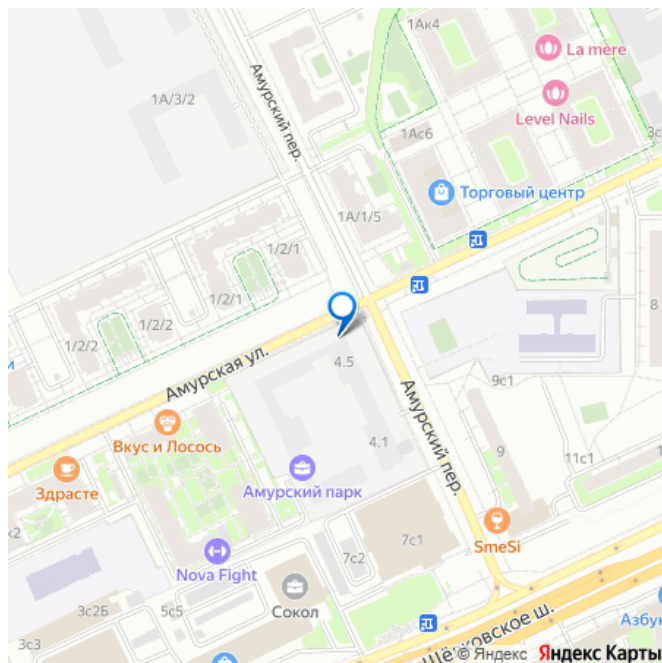 1Ак4
La mère
Амурский пер.
1А/3/2
Level Nails
1Ас6
3с
Торговый центр
1А/1/5
1/2/1
1/2/1
1/2/2
1/2/2
и
8
Амурская ул.
4.5
9с1
Амурский пер.
Вкус и Лосось
4.1
9
11с1
1
Здрасте
Амурский парк
к2
SmeSi
7с1
7с2
Nova Fight
Сокол
3с25
5с5
Азбук
3с3
Щёлковское ш.
© Яндекс Яндекс Карты